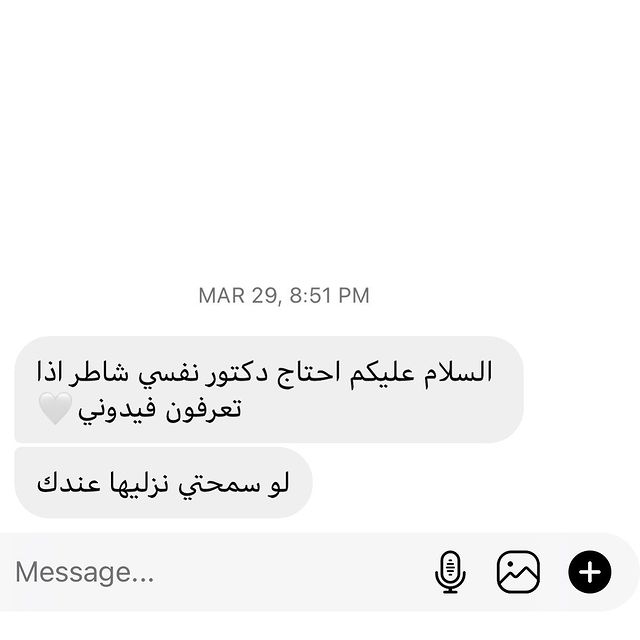 MAR 29, 8:51 PM
السلام عليكم احتاج دكتور نفسي شاطر اذا
تعرفون فيدوني🤍
لو سمحتي نزليها عندك
Message...